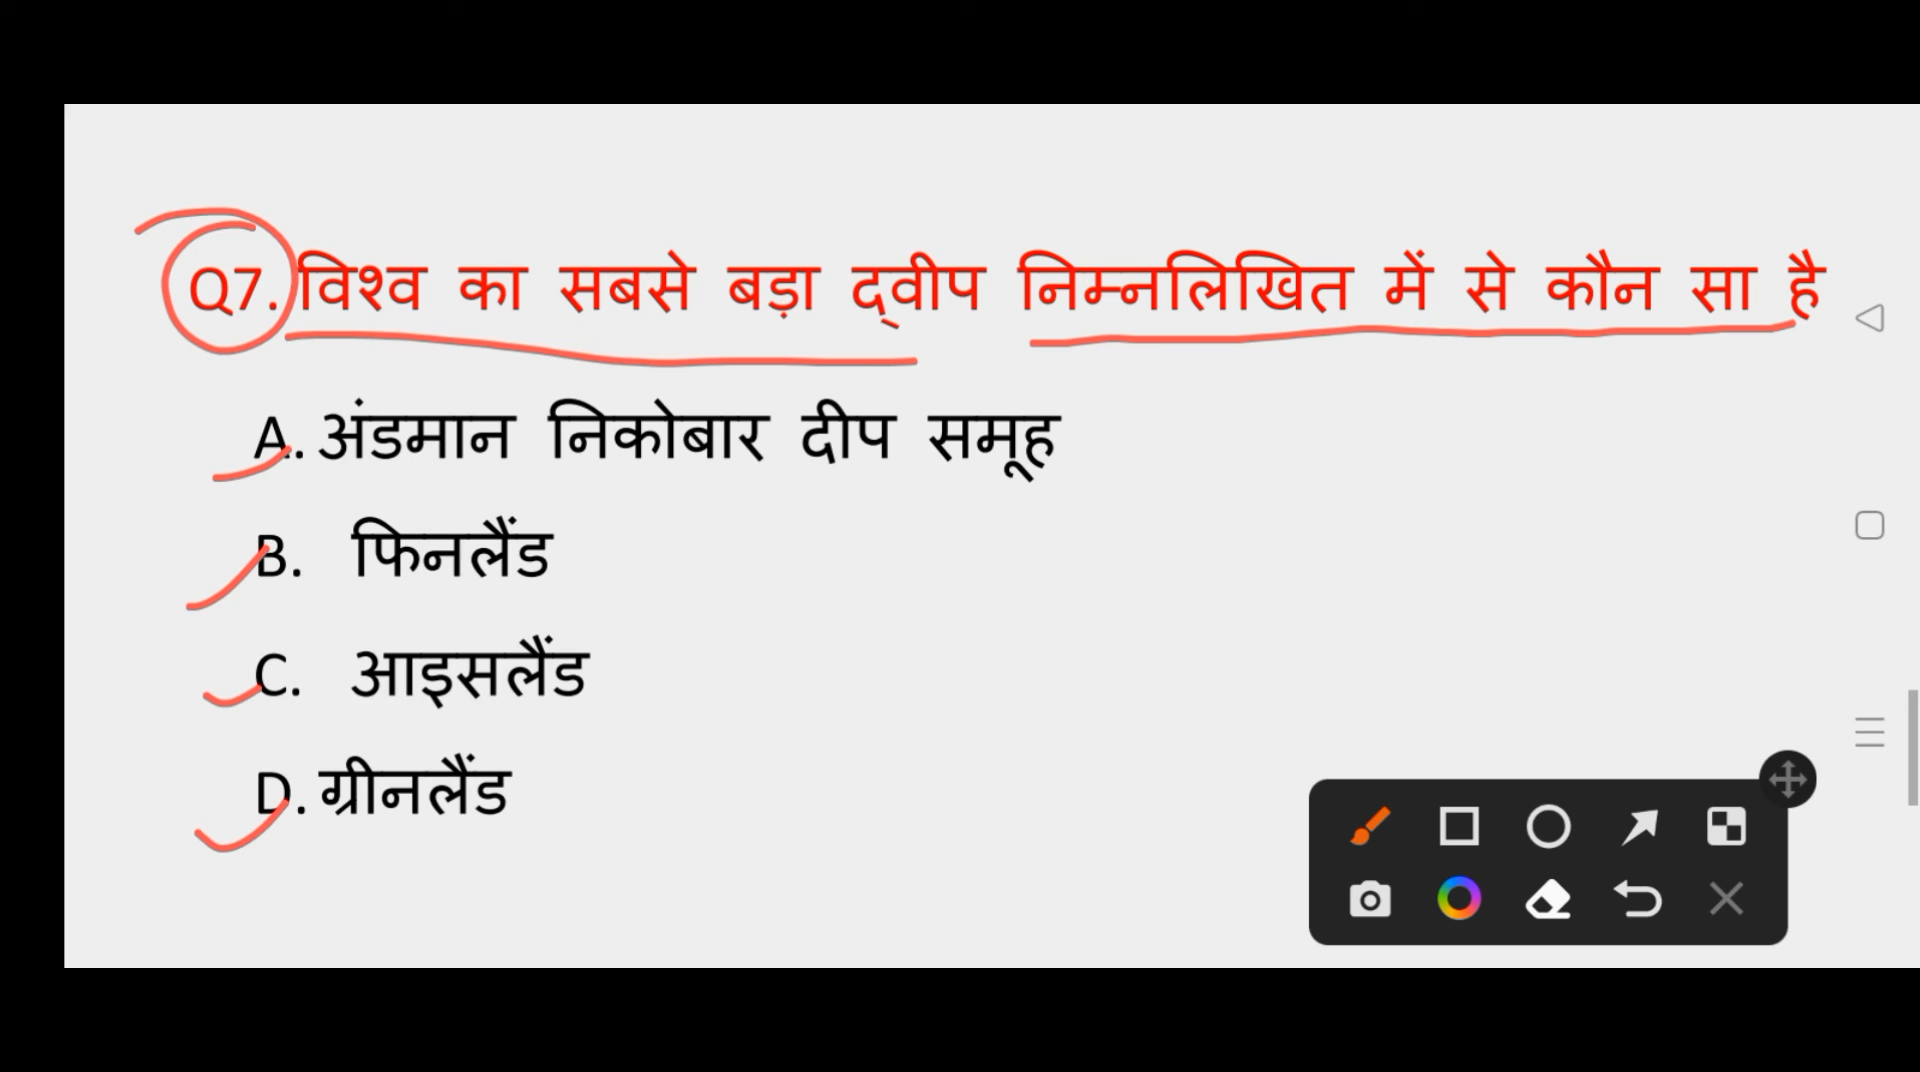 Q7. विश्व का सबसे बड़ा द्वीप निम्नलिखित में से कौन सा है
A. अंडमान निकोबार दीप समूह
B. फिनलैंड
C. आइसलैंड
D. ग्रीनलैंड